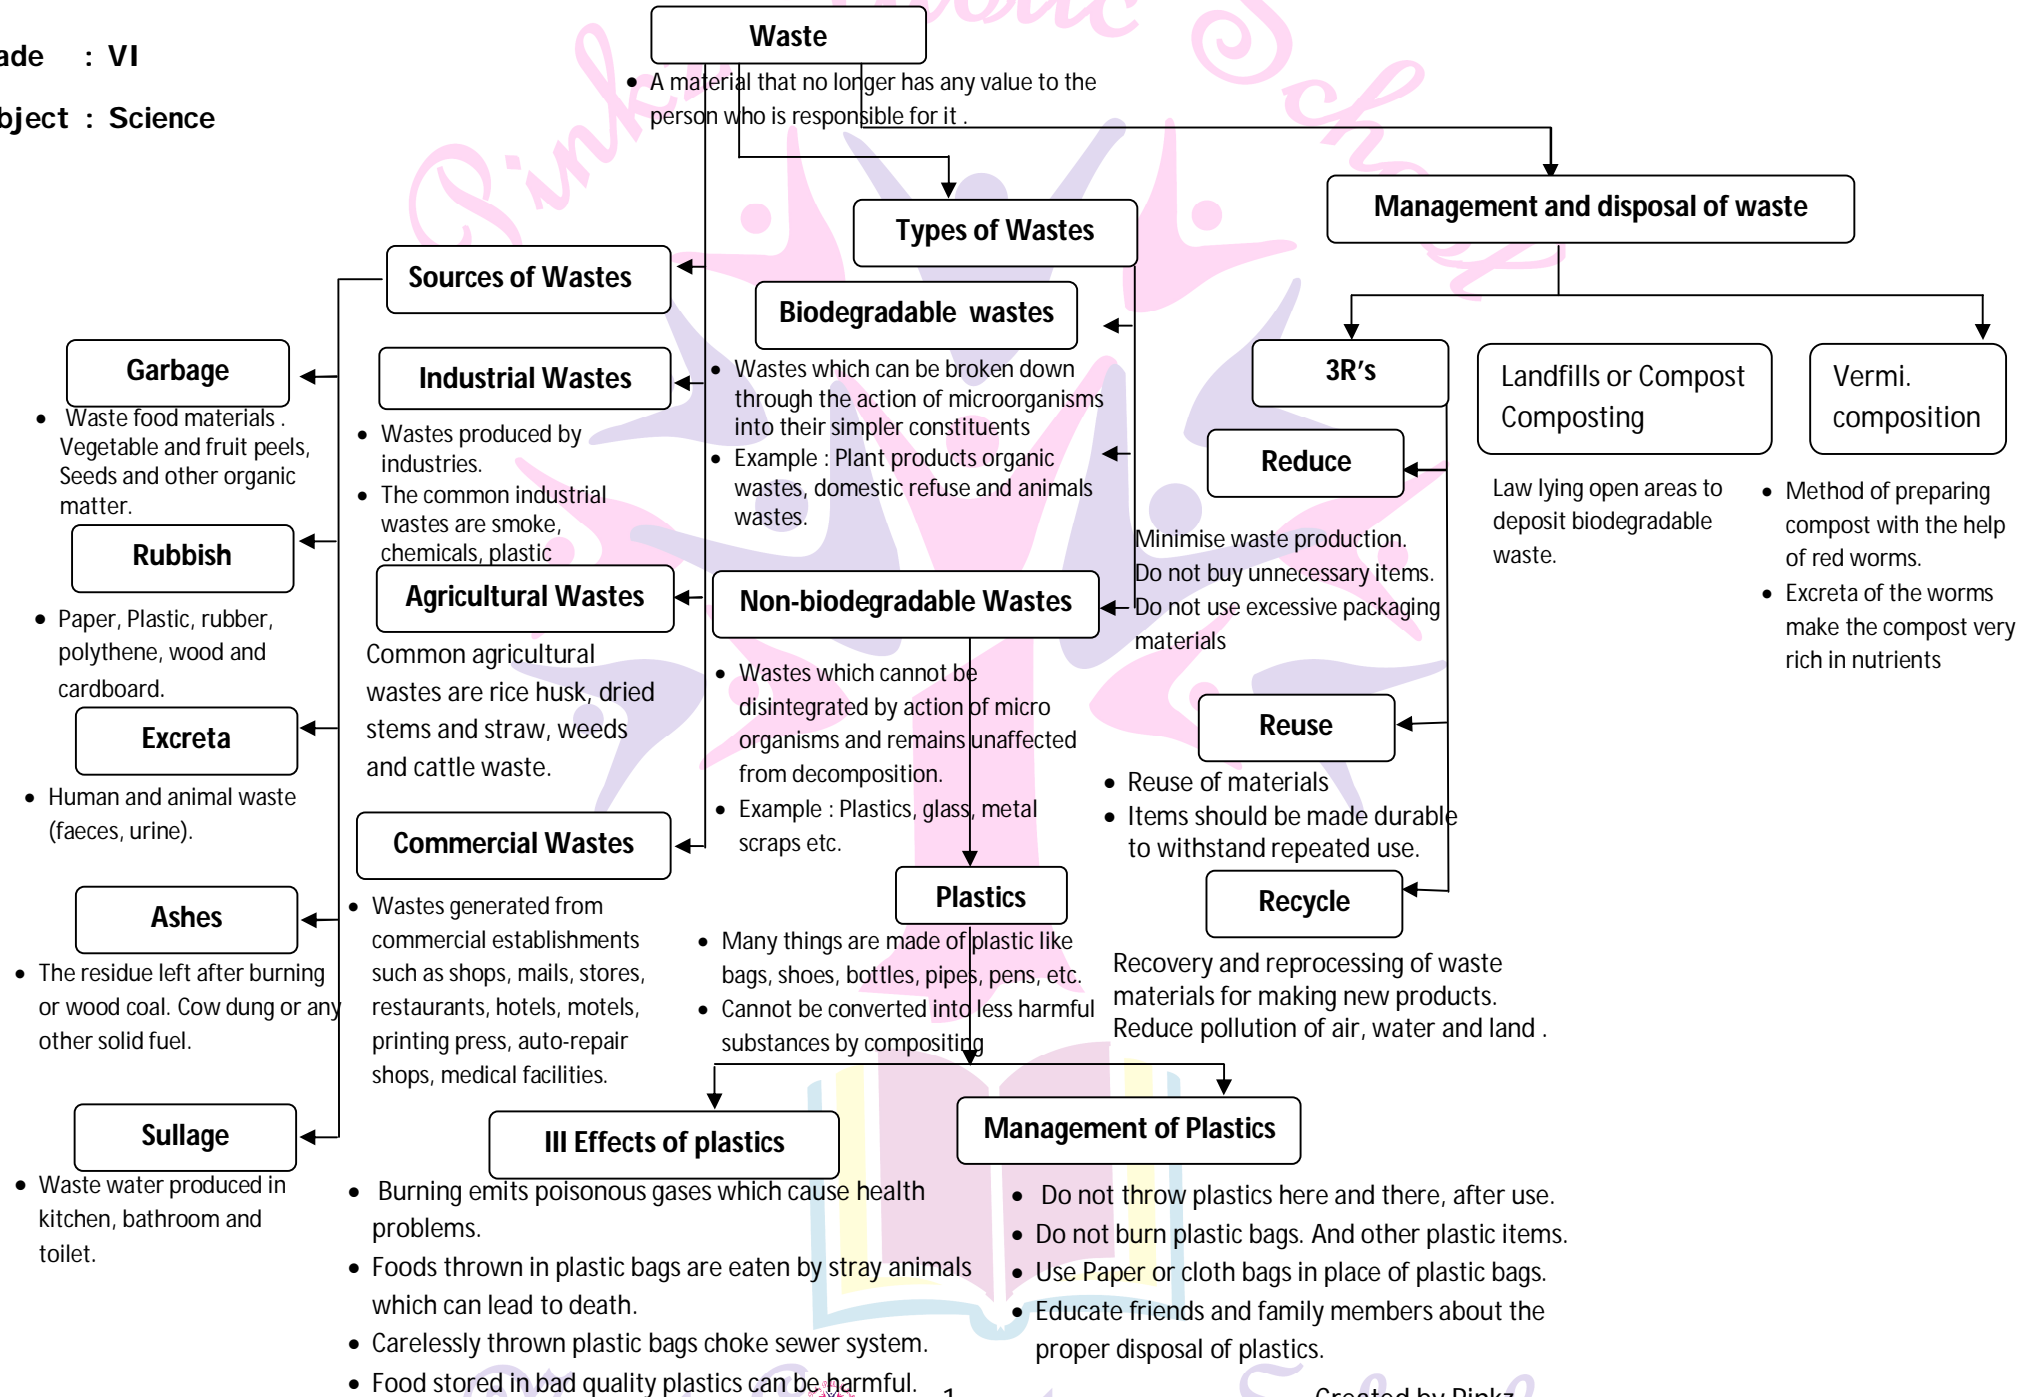 Waste
ade : VI
A material that no longer has any value to the
person who is responsible for it .
bject : Science
Pinkz Public School
Management and disposal of waste
Types of Wastes
Sources of Wastes
Biodegradable wastes
Garbage
Industrial Wastes
3R's
Landfills or Compost
Composting
Vermi.
composition
• Waste food materials .
Vegetable and fruit peels,
Seeds and other organic
matter.
• Wastes produced by
industries.
• The common industrial
wastes are smoke,
chemicals, plastic
• Wastes which can be broken down
through the action of microorganisms
into their simpler constituents
• Example : Plant products organic
wastes, domestic refuse and animals
wastes.
Reduce
Minimise waste production.
Do not buy unnecessary items.
Do not use excessive packaging
materials
Law lying open areas to
deposit biodegradable
waste.
• Method of preparing
compost with the help
of red worms.
• Excreta of the worms
make the compost very
rich in nutrients
Rubbish
• Paper, Plastic, rubber,
polythene, wood and
cardboard.
Agricultural Wastes
Common agricultural
wastes are rice husk, dried
stems and straw, weeds
and cattle waste.
Non-biodegradable Wastes
• Wastes which cannot be
disintegrated by action of micro
organisms and remains unaffected
from decomposition.
• Example : Plastics, glass, metal
scraps etc.
Reuse
• Reuse of materials
• Items should be made durable
to withstand repeated use.
Excreta
• Human and animal waste
(faeces, urine).
Commercial Wastes
• Wastes generated from
commercial establishments
such as shops, mails, stores,
restaurants, hotels, motels,
printing press, auto-repair
shops, medical facilities.
Plastics
• Many things are made of plastic like
bags, shoes, bottles, pipes, pens, etc.
• Cannot be converted into less harmful
substances by compositing
Recycle
Recovery and reprocessing of waste
materials for making new products.
Reduce pollution of air, water and land .
Ashes
• The residue left after burning
or wood coal. Cow dung or any
other solid fuel.
Sullage
• Waste water produced in
kitchen, bathroom and
toilet.
III Effects of plastics
• Burning emits poisonous gases which cause health
problems.
• Foods thrown in plastic bags are eaten by stray animals
which can lead to death.
• Carelessly thrown plastic bags choke sewer system.
• Food stored in bad quality plastics can be harmful.
Management of Plastics
• Do not throw plastics here and there, after use.
• Do not burn plastic bags. And other plastic items.
• Use Paper or cloth bags in place of plastic bags.
• Educate friends and family members about the
proper disposal of plastics.
1
Created by Pinkz